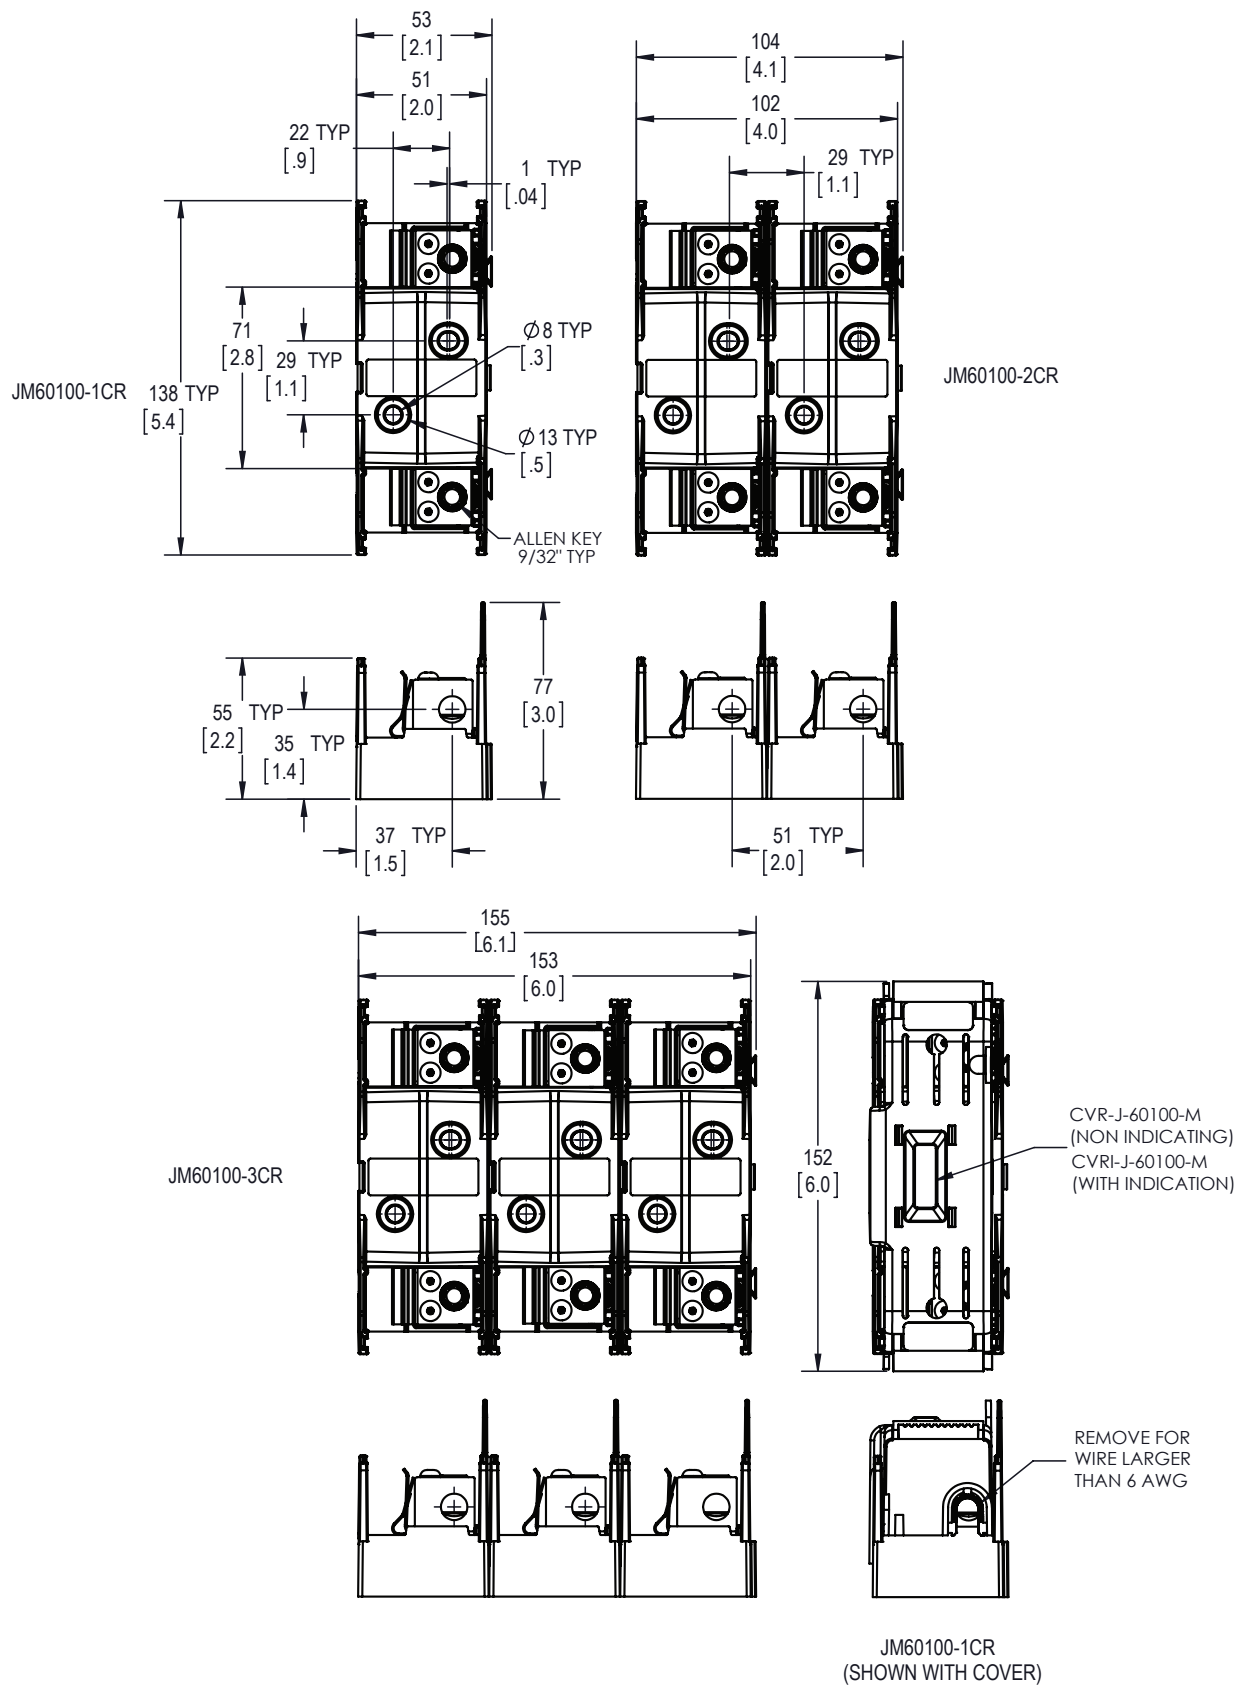 53
[2.1]
51
[2.0]
22 TYP
[.9]
1 TYP
[.04]
104
[4.1]
102
[4.0]
29 TYP
[1.1]
71
[2.8]
29 TYP
[1.1]
138 TYP
[5.4]
JM60100-1CR
Ø8 TYP
[.3]
Ø13 TYP
[.5]
ALLEN KEY
9/32" TYP
JM60100-2CR
55 TYP
[2.2]
35 TYP
[1.4]
77
[3.0]
37 TYP
[1.5]
51 TYP
[2.0]
155
[6.1]
153
[6.0]
JM60100-3CR
152
[6.0]
CVR-J-60100-M
(NON INDICATING)
CVRI-J-60100-M
(WITH INDICATION)
REMOVE FOR
WIRE LARGER
THAN 6 AWG
JM60100-1CR
(SHOWN WITH COVER)